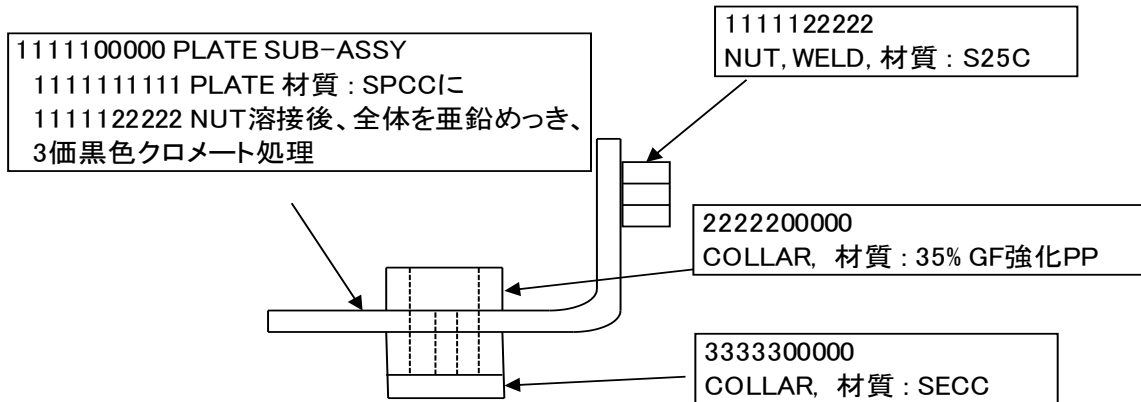 1111100000 PLATE SUB-ASSY
1111111111 PLATE 材質：SPCCに
1111122222 NUT溶接後、全体を亜鉛めっき、
3価黒色クロメート処理
1111122222
NUT, WELD, 材質：S25C
2222200000
COLLAR, 材質：35% GF強化PP
3333300000
COLLAR, 材質：SECC